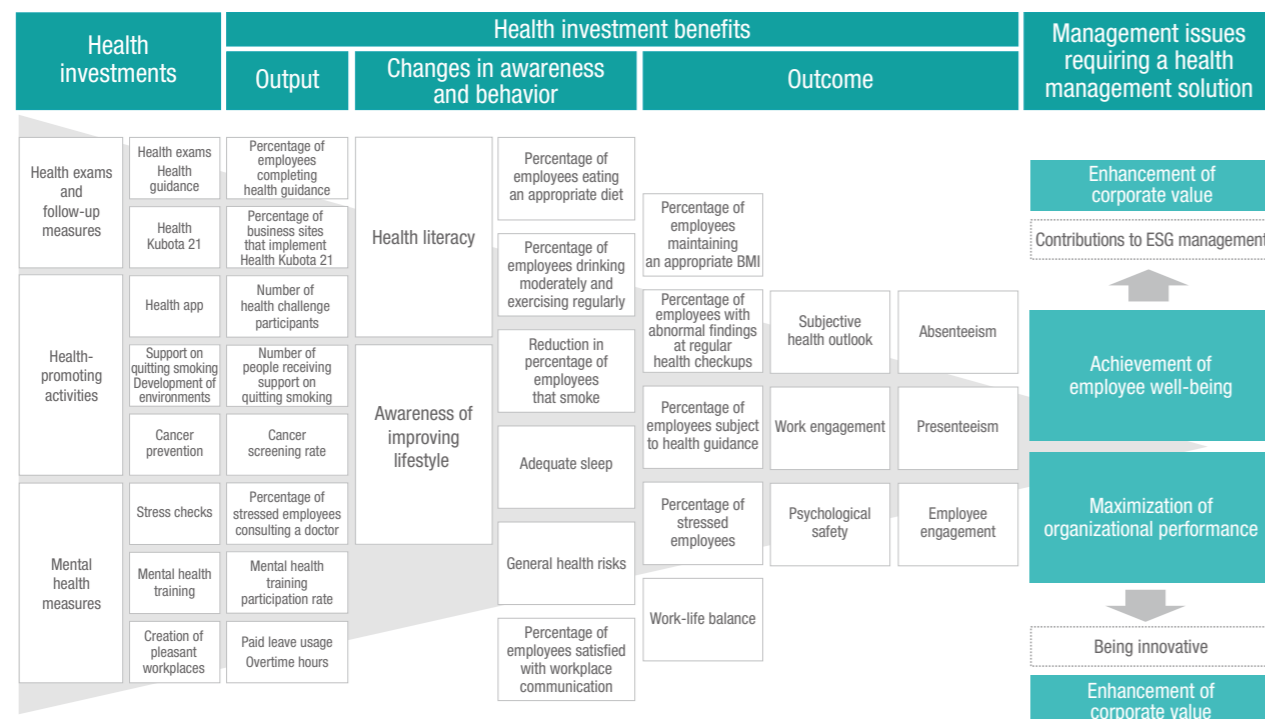 Health
investments
Health investment benefits
Output
Changes in awareness
and behavior
Outcome
Management issues
requiring a health
management solution
Health exams
and
follow-up
measures
Health exams
Health
guidance
Percentage of
employees
completing
health guidance
Health
Kubota 21
Percentage of
business sites
that implement
Health Kubota 21
Health-
promoting
activities
Health app
Number of
health challenge
participants
Support on
quitting smoking
Development of
environments
Number of
people receiving
support on
quitting smoking
Cancer
prevention
Cancer
screening rate
Mental
health
measures
Stress checks
Percentage of
stressed employees
consulting a doctor
Mental health
training
Mental health
training
participation rate
Creation of
pleasant
workplaces
Paid leave usage
Overtime hours
Health literacy
Awareness of
improving
lifestyle
Percentage of
employees eating
an appropriate diet
Percentage of
employees drinking
moderately and
exercising regularly
Reduction in
percentage of
employees
that smoke
Adequate sleep
General health risks
Percentage of
employees satisfied
with workplace
communication
Percentage of
employees
maintaining
an appropriate BMI
Percentage of
employees with
abnormal findings
at regular
health checkups
Percentage of
employees subject
to health guidance
Percentage of
stressed
employees
Work-life balance
Subjective
health outlook
Work engagement
Psychological
safety
Absenteeism
Presenteeism
Employee
engagement
Enhancement of
corporate value
Contributions to ESG management
Achievement of
employee well-being
Maximization of
organizational performance
Being innovative
Enhancement of
corporate value